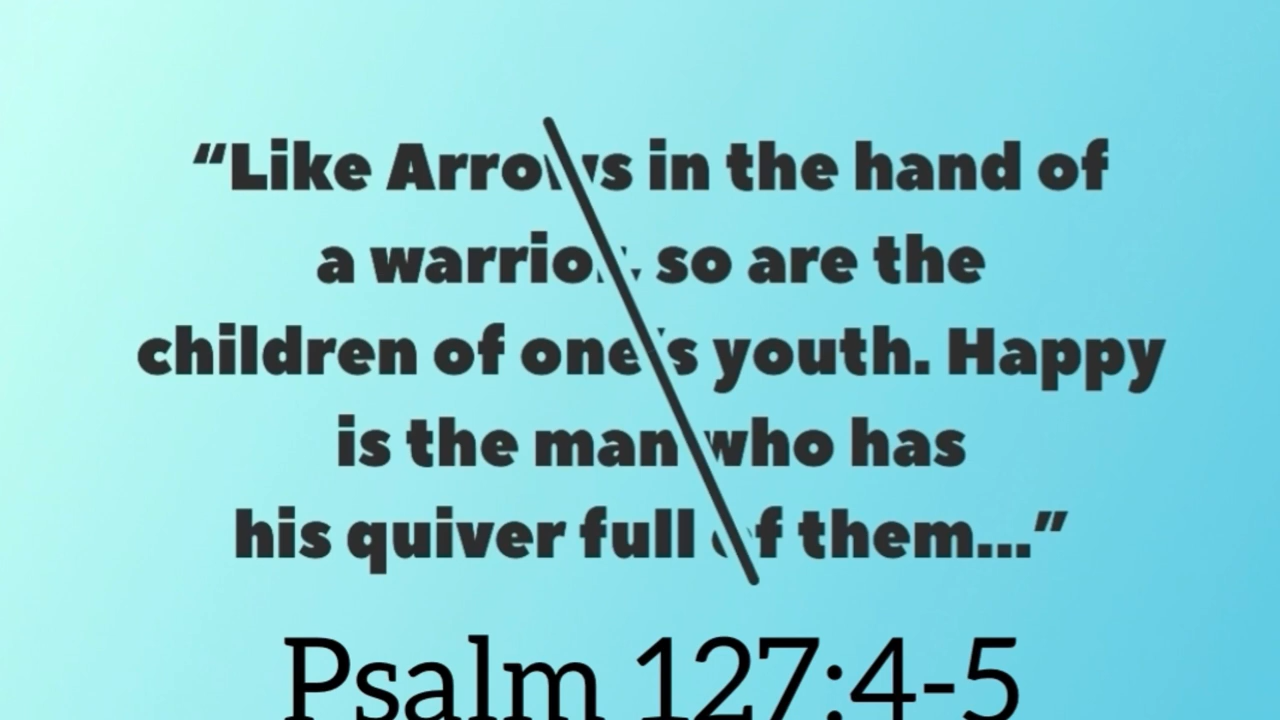 “Like Arrows in the hand of
a warrior, so are the
children of one’s youth. Happy
is the man who has
his quiver full of them...”
Psalm 127:4-5